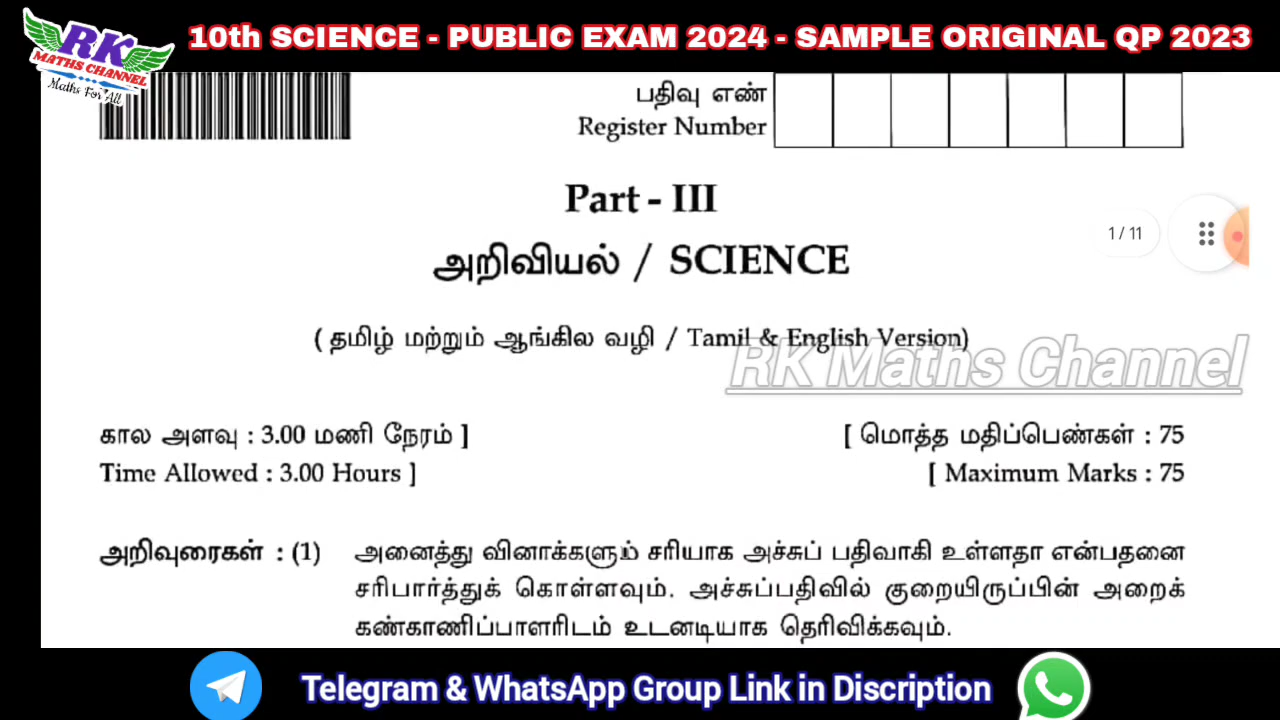 10th SCIENCE - PUBLIC EXAM 2024 - SAMPLE ORIGINAL QP 2023
RK
MATHS CHANNEL
Maths For All
பதிவு எண்
Register Number
Part - III
1 / 11
அறிவியல் / SCIENCE
( தமிழ் மற்றும் ஆங்கில வழி / Tamil & English Version)
RK Maths Channel
கால அளவு : 3.00 மணி நேரம் ]
[ மொத்த மதிப்பெண்கள் : 75
Time Allowed : 3.00 Hours ]
[ Maximum Marks : 75
அறிவுரைகள் : (1) அனைத்து வினாக்களும் சரியாக அச்சுப் பதிவாகி உள்ளதா என்பதனை
சரிபார்த்துக் கொள்ளவும். அச்சுப்பதிவில் குறையிருப்பின் அறைக்
கண்காணிப்பாளரிடம் உடனடியாக தெரிவிக்கவும்.
Telegram & WhatsApp Group Link in Discription